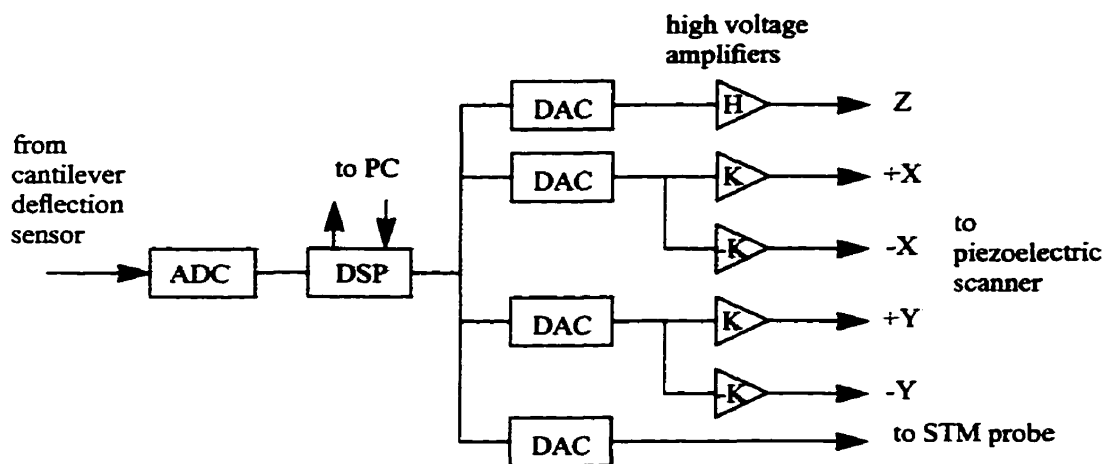 high voltage
amplifiers
DAC
H
Z
from
cantilever
deflection
sensor
to PC
DAC
K
+X
-K
-X
to
piezoelectric
scanner
ADC
DSP
DAC
K
+Y
-K
-Y
DAC
to STM probe